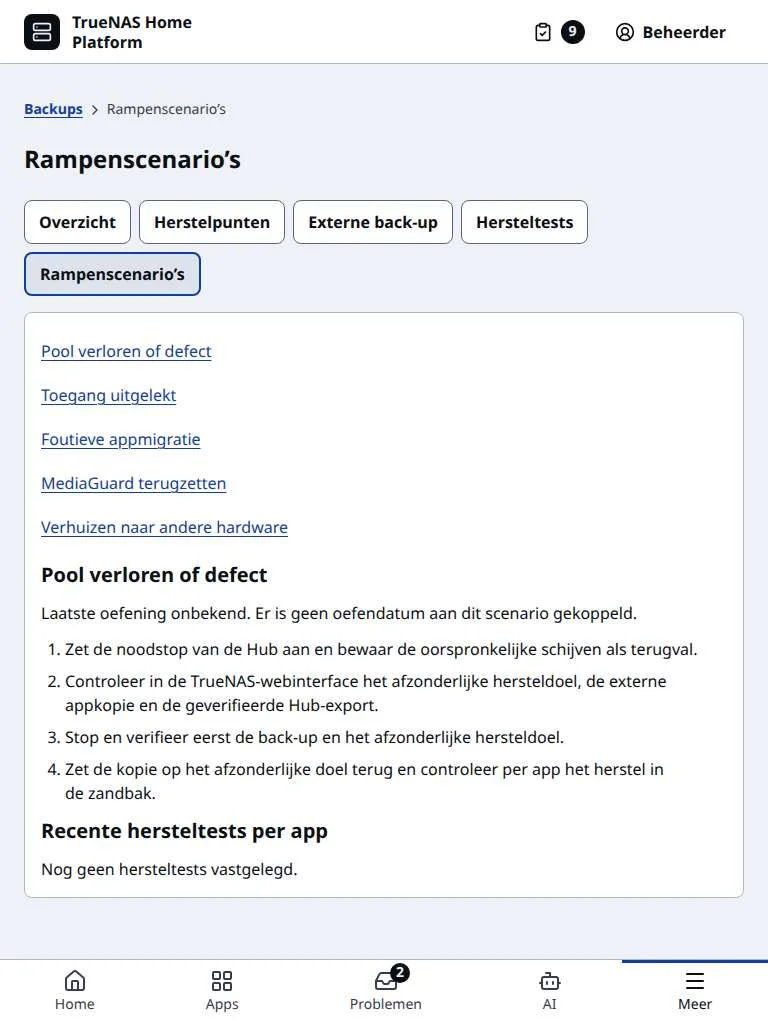 TrueNAS Home
Platform
9
Beheerder
Backups > Rampenscenario’s
Rampenscenario’s
Overzicht
Herstelpunten
Externe back-up
Hersteltests
Rampenscenario’s
Pool verloren of defect
Toegang uitgelekt
Foutieve appmigratie
MediaGuard terugzetten
Verhuizen naar andere hardware
Pool verloren of defect
Laatste oefening onbekend. Er is geen oefendatum aan dit scenario gekoppeld.
1. Zet de noodstop van de Hub aan en bewaar de oorspronkelijke schijven als terugval.
2. Controleer in de TrueNAS-webinterface het afzonderlijke hersteldoel, de externe
appkopie en de geverifieerde Hub-export.
3. Stop en verifieer eerst de back-up en het afzonderlijke hersteldoel.
4. Zet de kopie op het afzonderlijke doel terug en controleer per app het herstel in
de zandbak.
Recente hersteltests per app
Nog geen hersteltests vastgelegd.
Home
Apps
2
Problemen
AI
Meer